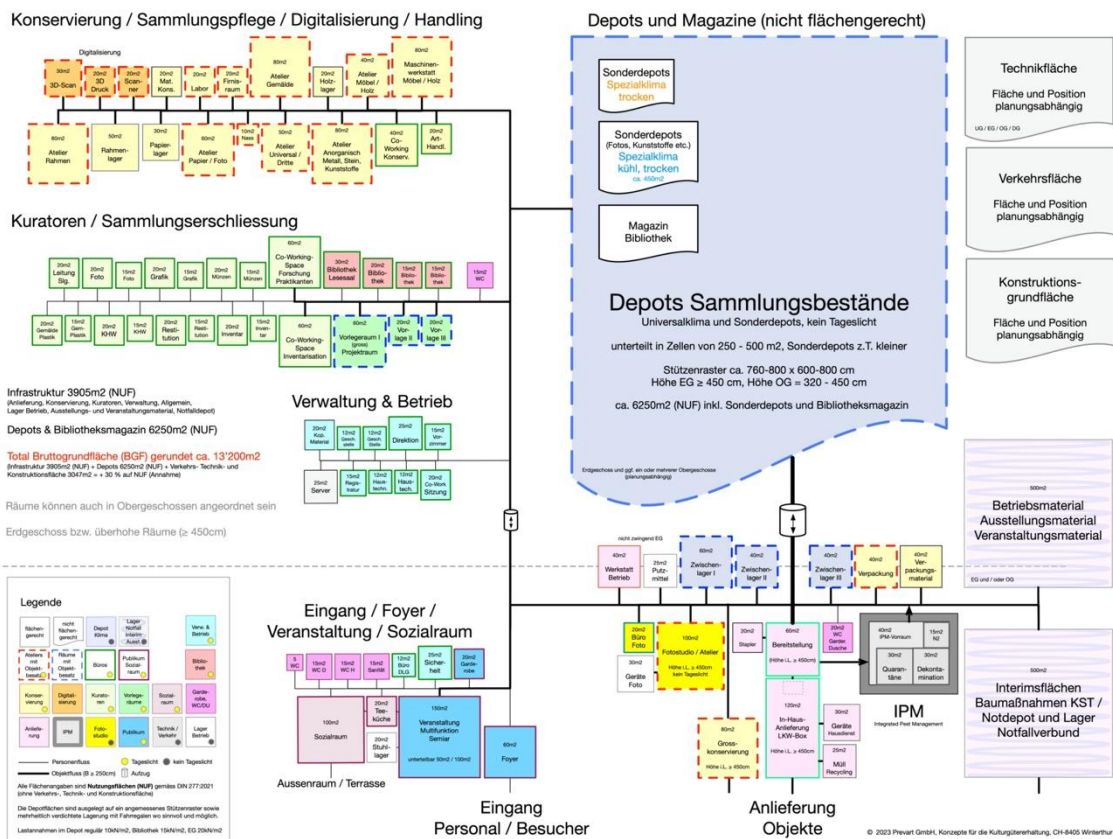 Konservierung / Sammlungspflege / Digitalisierung / Handling
Digitalisierung
30m2
3D-Scan
20m2
3D
Druck
20m2
Scan-
ner
20m2
Mat.
Kons.
20m2
Labor
20m2
Firnis-
raum
80m2
Atelier
Gemälde
20m2
Holz-
lager
40m2
Atelier
Möbel /
Holz
80m2
Maschinen-
werkstatt
Möbel / Holz
80m2
Atelier
Rahmen
50m2
Rahmen-
lager
30m2
Papier-
lager
80m2
Atelier
Papier / Foto
10m2
Nass
50m2
Atelier
Universal /
Dritte
80m2
Atelier
Anorganisch
Metall, Stein,
Kunststoffe
40m2
Co-
Working
Konserv.
20m2
Art-
Handl.
Kuratoren / Sammlungserschliessung
20m2
Leitung
Slg.
20m2
Foto
15m2
Foto
20m2
Grafik
15m2
Grafik
20m2
Münzen
15m2
Münzen
60m2
Co-Working-
Space
Forschung
Praktikanten
30m2
Bibliothek
Lesesaal
20m2
Biblio-
thek
15m2
Biblio-
thek
15m2
Biblio-
thek
15m2
WC
20m2
Gemälde
Plastik
15m2
Gem-
Plastik
20m2
KHW
15m2
KHW
20m2
Resti-
tution
15m2
Resti-
tution
20m2
Inventar
15m2
Inven-
tar
60m2
Co-Working-
Space
Inventarisation
60m2
Vorlegeraum I
(gross)
Projektraum
20m2
Vor-
lage II
20m2
Vor-
lage III
Infrastruktur 3905m2 (NUF)
(Anlieferung, Konservierung, Kuratoren, Verwaltung, Allgemein,
Lager Betrieb, Ausstellungs- und Veranstaltungsmaterial, Notfalldepot)
Depots & Bibliotheksmagazin 6250m2 (NUF)
Total Bruttogrundfläche (BGF) gerundet ca. 13'200m2
(Infrastruktur 3905m2 (NUF) + Depots 6250m2 (NUF) + Verkehrs- Technik- und
Konstruktionsfläche 3047m2 = + 30 % auf NUF (Annahme)
Räume können auch in Obergeschossen angeordnet sein
Erdgeschoss bzw. überhohe Räume (≥ 450cm)
Verwaltung & Betrieb
20m2
Kop.
Material
12m2
Gesch.
stelle
12m2
Gesch.
Stelle
25m2
Direktion
15m2
Vor-
zimmer
25m2
Server
15m2
Regis-
tratur
12m2
Haus-
techn.
12m2
Haus-
tech.
20m2
Co-Work
Sitzung
Depots und Magazine (nicht flächengerecht)
Sonderdepots
Spezialklima
trocken
Sonderdepots
(Fotos, Kunststoffe etc.)
Spezialklima
kühl, trocken
ca. 450m2
Magazin
Bibliothek
Depots Sammlungsbestände
Universalklima und Sonderdepots, kein Tageslicht
unterteilt in Zellen von 250 - 500 m2, Sonderdepots z.T. kleiner
Stützenraster ca. 760-800 x 600-800 cm
Höhe EG ≥ 450 cm, Höhe OG = 320 - 450 cm
ca. 6250m2 (NUF) inkl. Sonderdepots und Bibliotheksmagazin
Erdgeschoss und ggf. ein oder mehrerer Obergeschosse
(planungsabhängig)
Technikfläche
Fläche und Position
planungsabhängig
UG / EG / OG / DG
Verkehrsfläche
Fläche und Position
planungsabhängig
Konstruktions-
grundfläche
Fläche und Position
planungsabhängig
500m2
Betriebsmaterial
Ausstellungsmaterial
Veranstaltungsmaterial
EG und / oder OG
500m2
Interimsflächen
Baumaßnahmen KST /
Notdepot und Lager
Notfallverbund
nicht zwingend EG
40m2
Werkstatt
Betrieb
25m2
Putz-
mittel
60m2
Zwischen-
lager I
40m2
Zwischen-
lager II
40m2
Zwischen-
lager III
40m2
Verpackung
40m2
Ver-
packungs-
material
20m2
Büro
Foto
30m2
Geräte
Foto
100m2
Fotostudio / Atelier
Höhe i.L. ≥ 450cm
kein Tageslicht
80m2
Gross-
konservierung
Höhe i.L. ≥ 450cm
20m2
Stapler
60m2
Bereitstellung
(Höhe i.L. ≥ 450cm)
120m2
In-Haus-
Anlieferung
LKW-Box
Höhe i.L. ≥ 450cm)
20m2
WC
Garder.
Dusche
30m2
Geräte
Hausdienst
25m2
Müll
Recycling
40m2
IPM-Vorraum
15m2
N2
30m2
Quaran-
täne
30m2
Dekonta-
mination
IPM
Integrated Pest Management
Anlieferung
Objekte
Eingang / Foyer /
Veranstaltung / Sozialraum
5
WC
15m2
WC D
15m2
WC H
15m2
Sanität
12m2
Büro
DLG
25m2
Sicher-
heit
20m2
Garde-
robe
100m2
Sozialraum
20m2
Tee-
küche
20m2
Stuhl-
lager
150m2
Veranstaltung
Multifunktion
Semiar
unterteilbar 50m2 / 100m2
60m2
Foyer
Aussenraum / Terrasse
Eingang
Personal / Besucher
Legende
flächen-
gerecht
nicht
flächen-
gerecht
Depot
Klima
Lager
Notfall
Interim
Ausst.
Verw. &
Betrieb
Ateliers
mit
Objekt-
besatz
Räume
mit
Objekt-
besatz
Büros
Publikum
Sozial-
raum
Biblio-
thek
Konser-
vierung
Digitali-
sierung
Kurato-
ren
Vorlege-
räume
Sozial-
raum
Garde-
robe,
WC/DU
Anliefe-
rung
IPM
Foto-
studio
Publikum
Technik /
Verkehr
Lager
Betrieb
Personenfluss
Tageslicht
kein Tageslicht
Objektfluss (B ≥ 250cm)
Aufzug
Alle Flächenangaben sind Nutzungsflächen (NUF) gemäss DIN 277:2021
(ohne Verkehrs-, Technik- und Konstruktionsfläche)
Die Depotflächen sind ausgelegt auf ein angemessenes Stützenraster sowie
mehrheitlich verdichtete Lagerung mit Fahrregalen wo sinnvoll und möglich.
Lastannahmen im Depot regulär 10kN/m2, Bibliothek 15kN/m2, EG 20kN/m2
© 2023 Prevart GmbH, Konzepte für die Kulturgütererhaltung, CH-8405 Winterthur